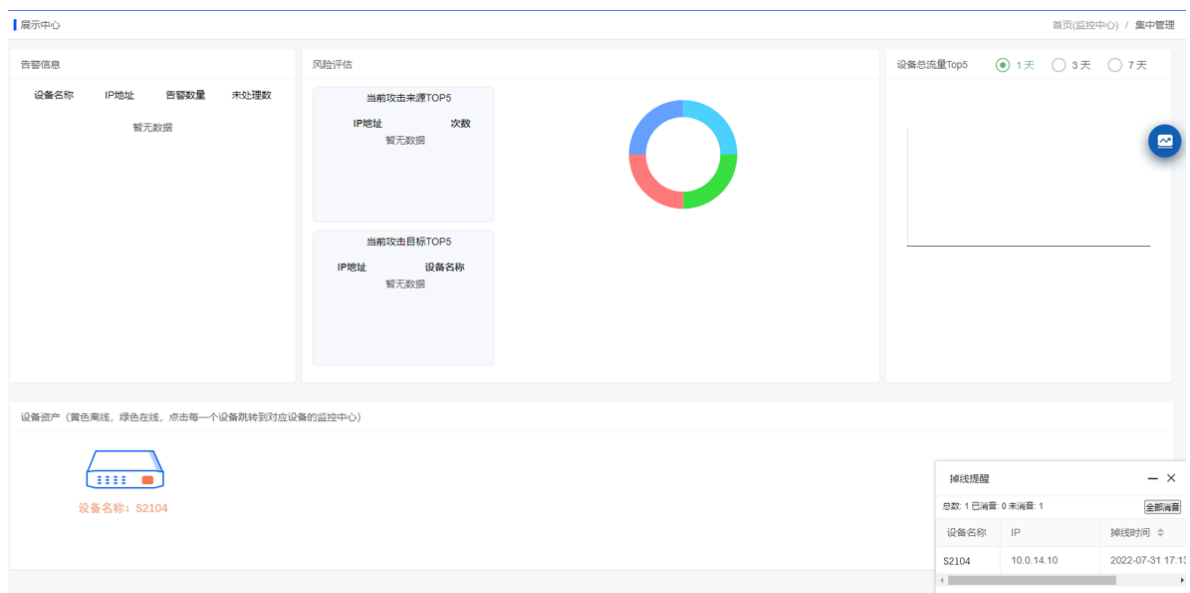 展示中心
首页(监控中心) / 集中管理
告警信息
设备名称 IP地址 告警数量 未处理数
暂无数据
风险评估
当前攻击来源TOP5
IP地址 次数
暂无数据
当前攻击目标TOP5
IP地址 设备名称
暂无数据
设备总流量Top5 1天 3天 7天
设备资产（黄色离线，绿色在线，点击每一个设备跳转到对应设备的监控中心）
设备名称：S2104
掉线提醒
总数: 1 已消音: 0 未消音: 1 全部消音
设备名称 IP 掉线时间
S2104 10.0.14.10 2022-07-31 17:13